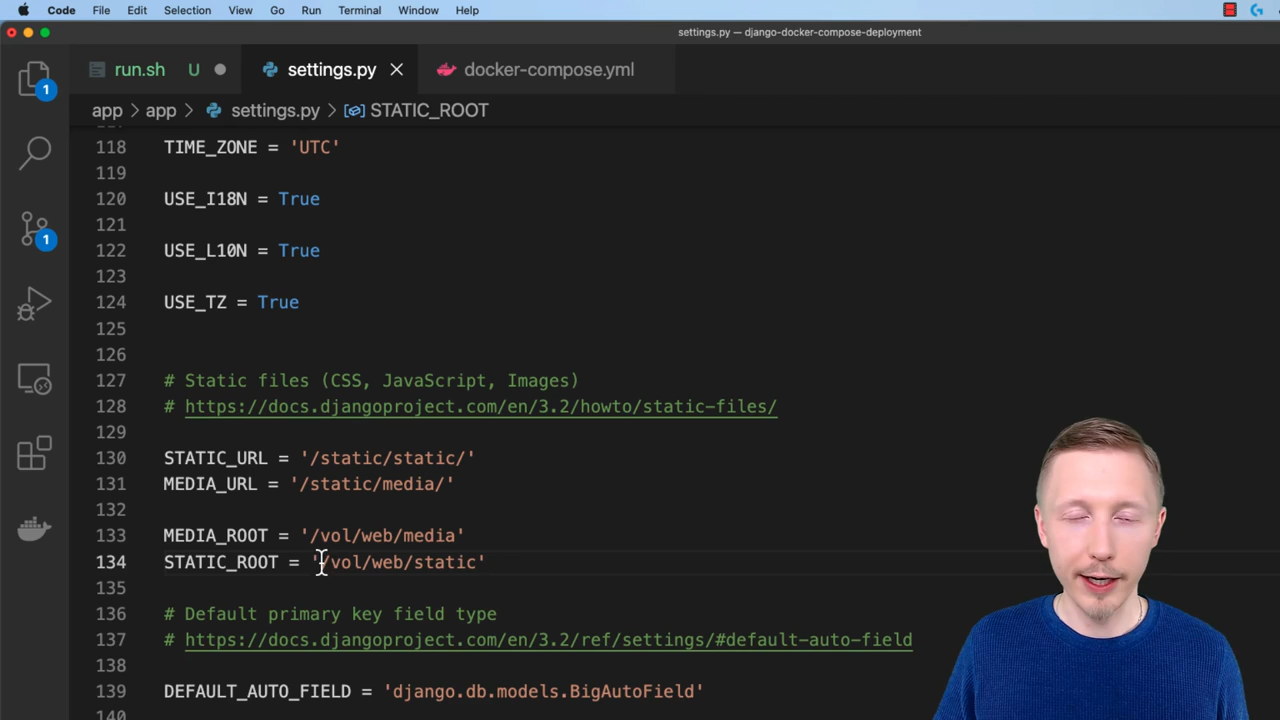 Code File Edit Selection View Go Run Terminal Window Help
settings.py — django-docker-compose-deployment
run.sh U settings.py docker-compose.yml
1
app > app > settings.py > STATIC_ROOT
118 TIME_ZONE = 'UTC'
119
120 USE_I18N = True
121
122 USE_L10N = True
1
123
124 USE_TZ = True
125
126
127 # Static files (CSS, JavaScript, Images)
128 # https://docs.djangoproject.com/en/3.2/howto/static-files/
129
130 STATIC_URL = '/static/static/'
131 MEDIA_URL = '/static/media/'
132
133 MEDIA_ROOT = '/vol/web/media'
134 STATIC_ROOT = '/vol/web/static'
135
136 # Default primary key field type
137 # https://docs.djangoproject.com/en/3.2/ref/settings/#default-auto-field
138
139 DEFAULT_AUTO_FIELD = 'django.db.models.BigAutoField'
140